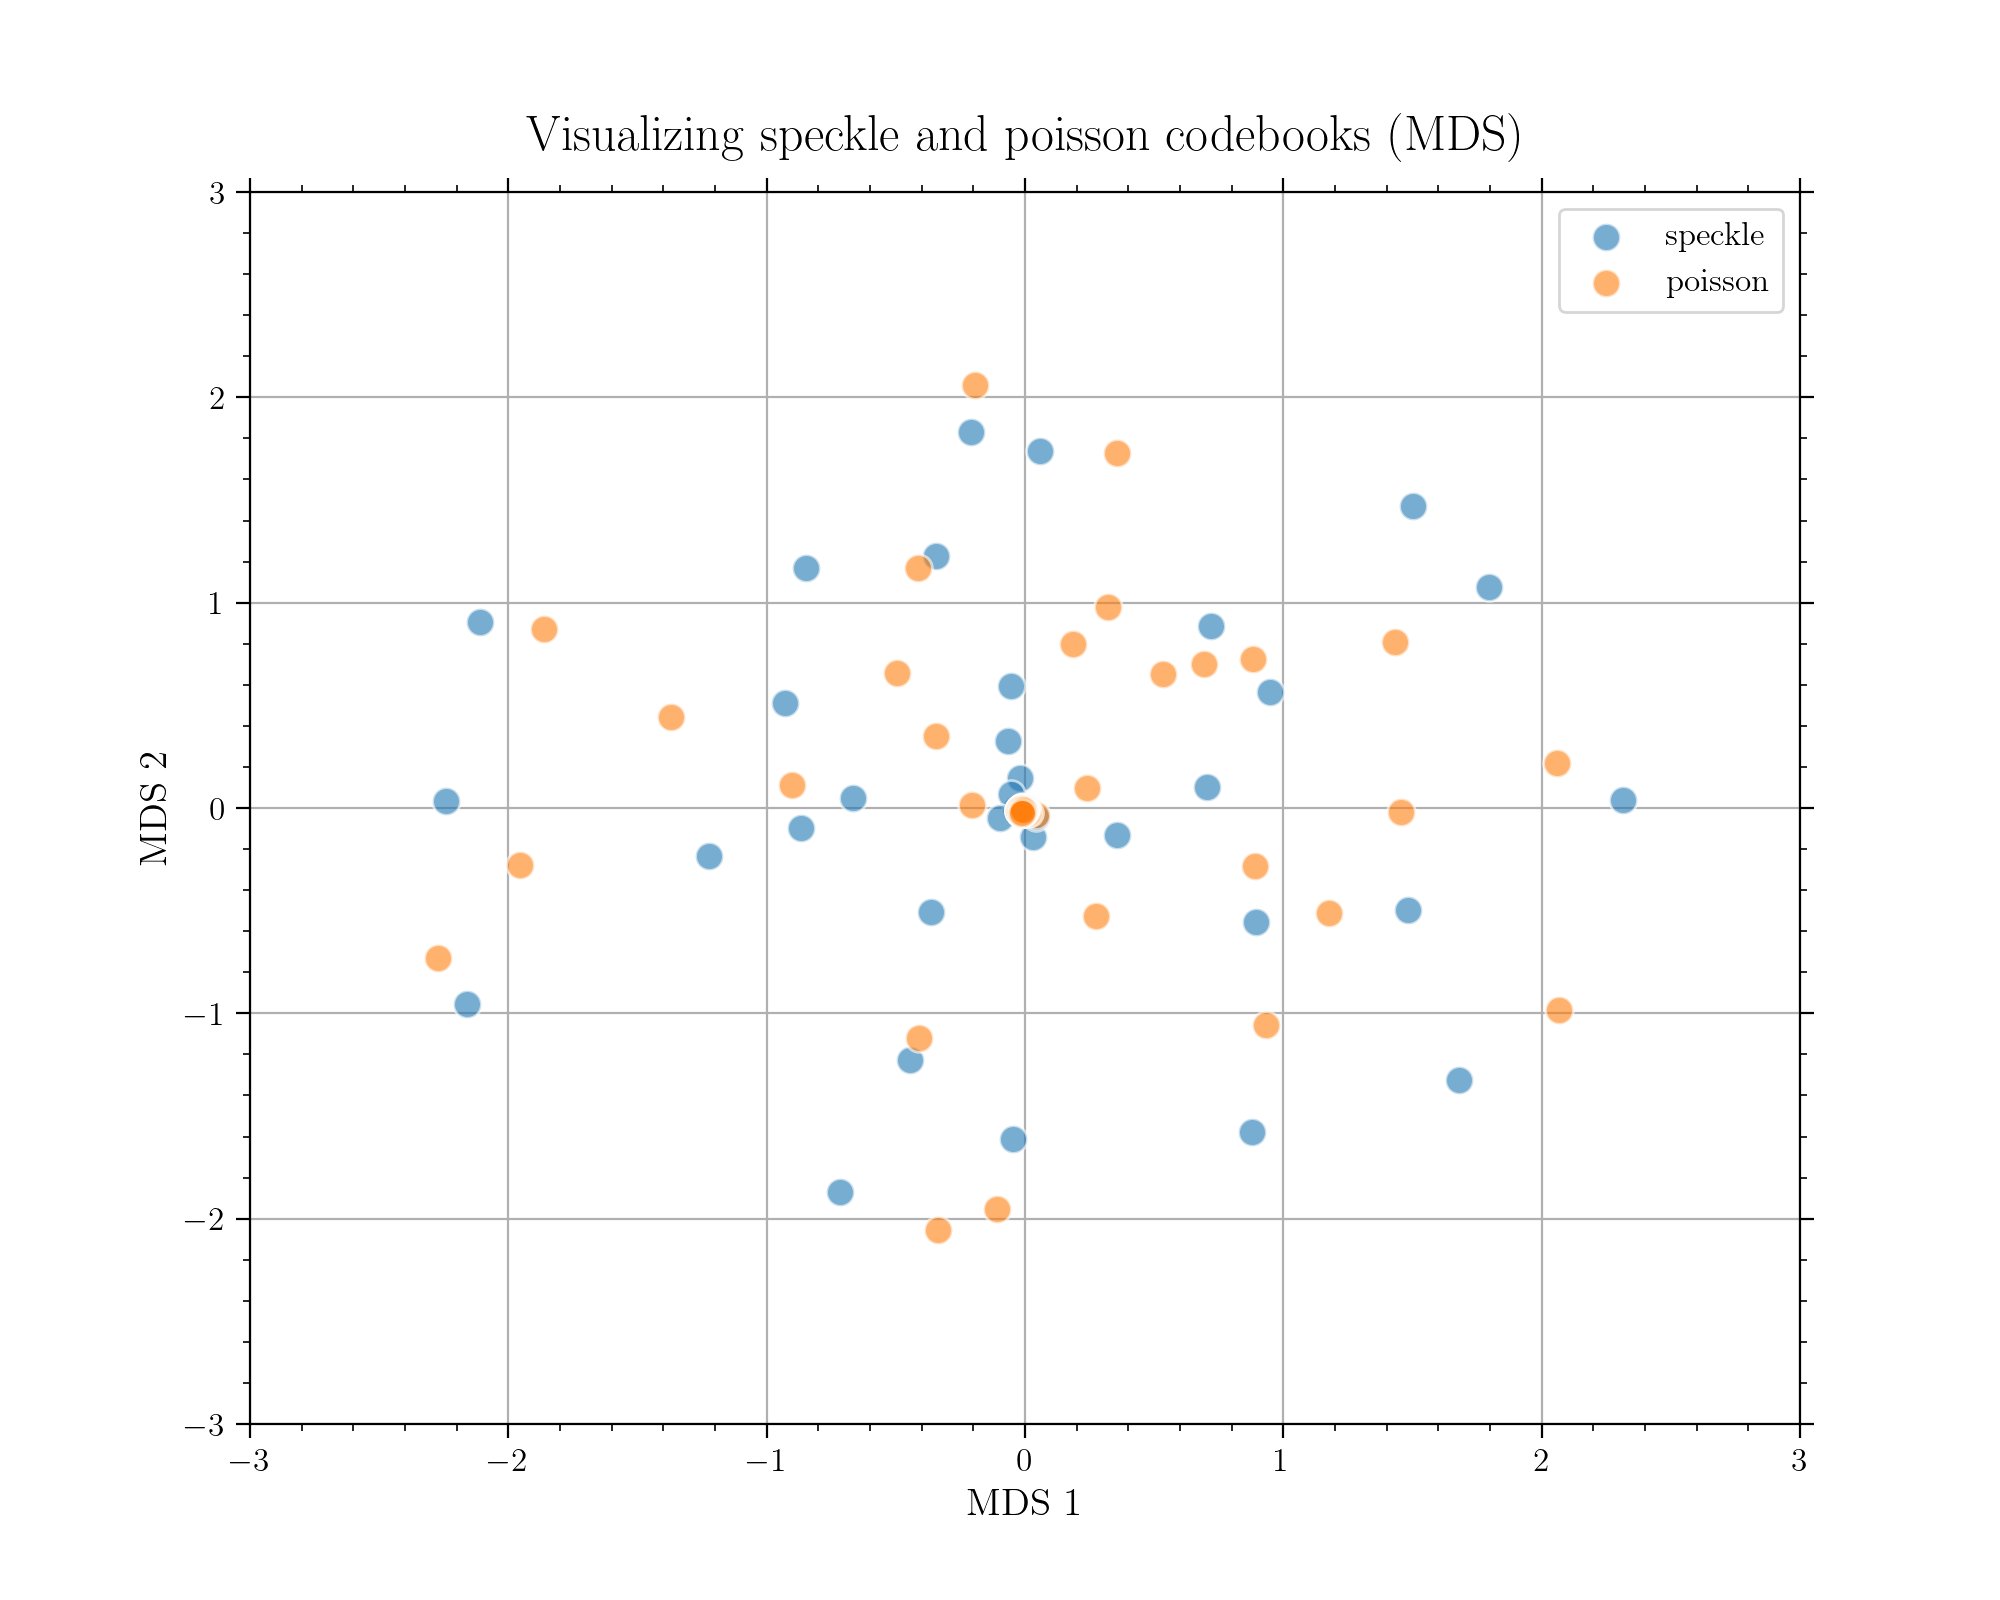 Visualizing speckle and poisson codebooks (MDS)
3
speckle
poisson
2
1
MDS 2
0
−1
−2
−3
−3 −2 −1 0 1 2 3
MDS 1